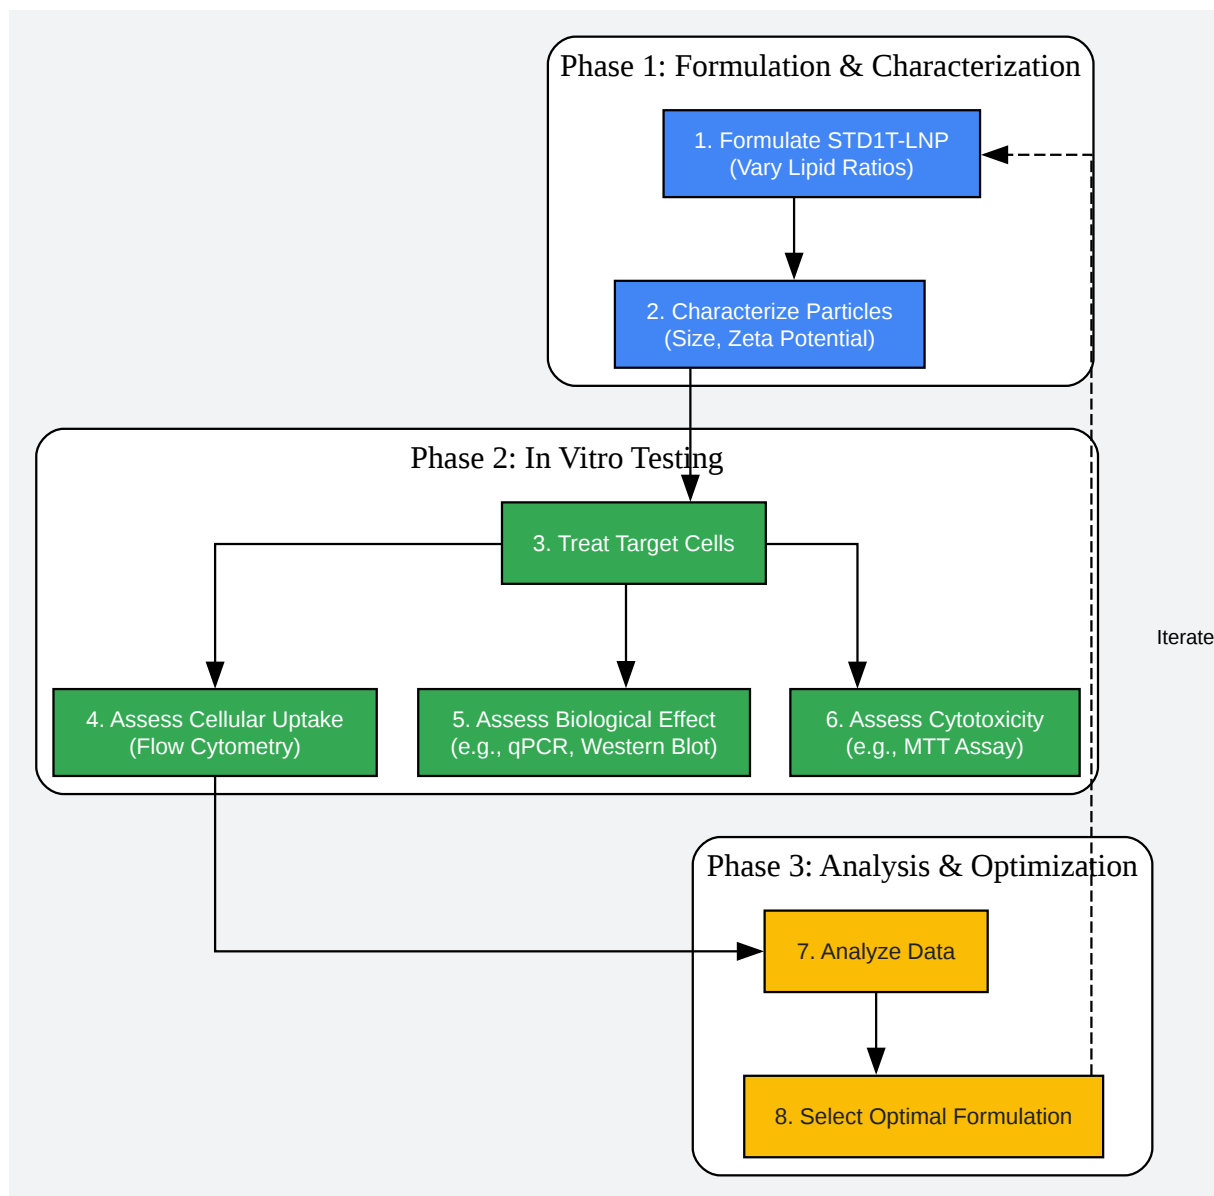 Phase 1: Formulation & Characterization
1. Formulate STD1T-LNP
(Vary Lipid Ratios)
2. Characterize Particles
(Size, Zeta Potential)
Phase 2: In Vitro Testing
3. Treat Target Cells
Iterate
4. Assess Cellular Uptake
(Flow Cytometry)
5. Assess Biological Effect
(e.g., qPCR, Western Blot)
6. Assess Cytotoxicity
(e.g., MTT Assay)
Phase 3: Analysis & Optimization
7. Analyze Data
8. Select Optimal Formulation